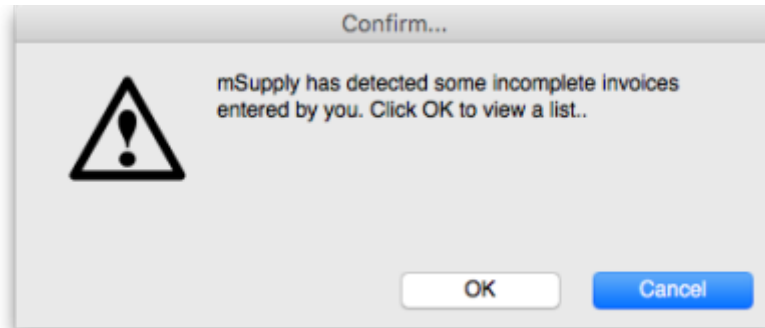 Confirm...
mSupply has detected some incomplete invoices
entered by you. Click OK to view a list..
OK
Cancel